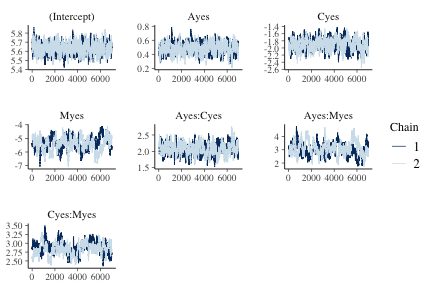 (Intercept)
Ayes
Cyes
5.8
5.7
5.6
5.5
5.4
0 2000 4000 6000
0.8
0.6
0.4
0.2
0 2000 4000 6000
-1.4
-1.6
-1.8
-2.0
-2.2
-2.4
-2.6
0 2000 4000 6000
Myes
Ayes:Cyes
Ayes:Myes
-4
-5
-6
-7
0 2000 4000 6000
2.5
2.0
1.5
0 2000 4000 6000
4
3
2
0 2000 4000 6000
Chain
1
2
Cyes:Myes
3.50
3.25
3.00
2.75
2.50
0 2000 4000 6000